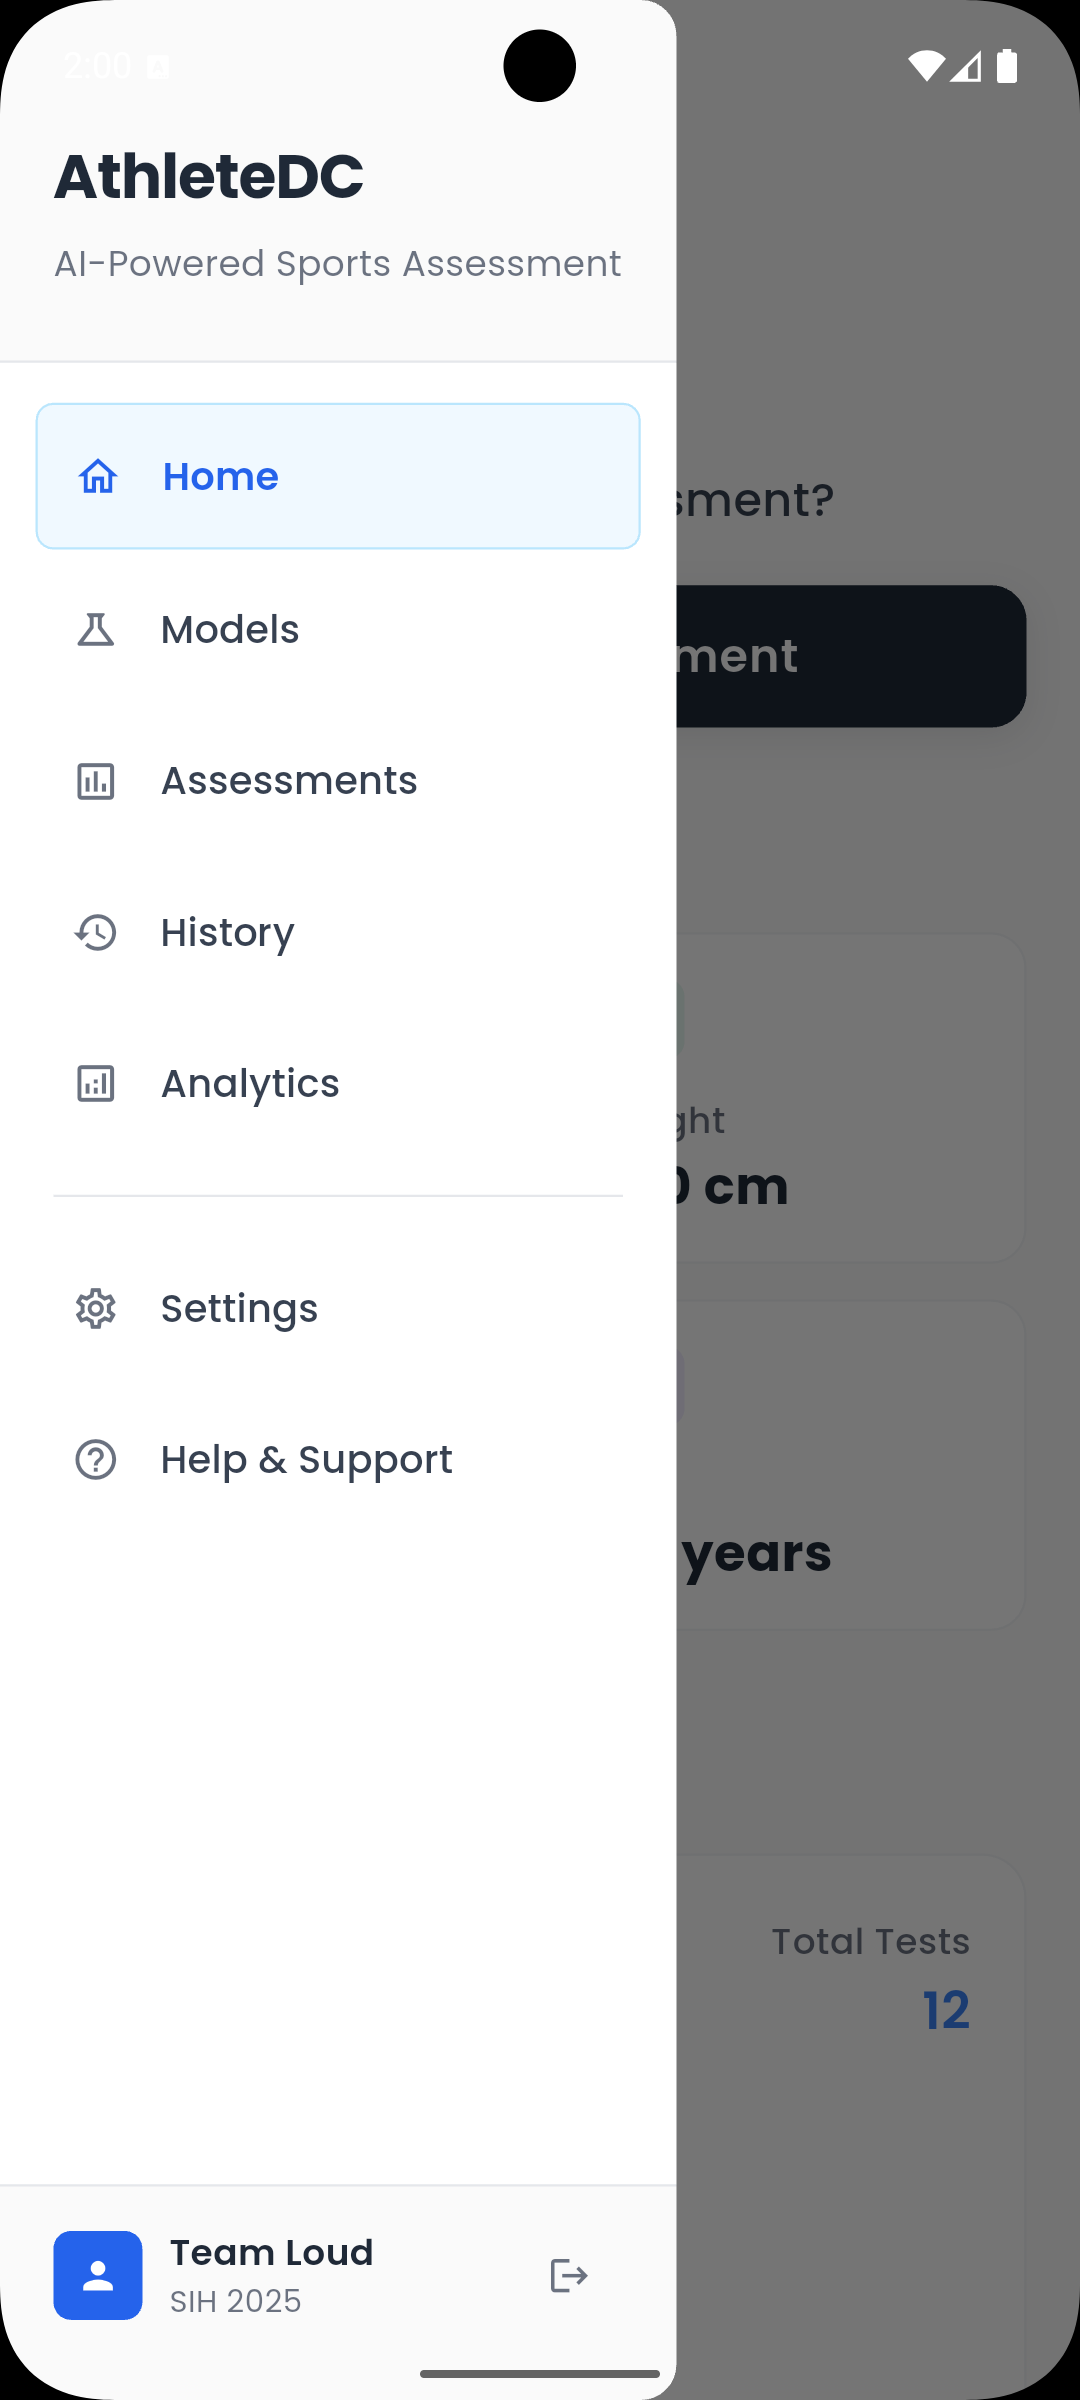 2:00
AthleteDC
AI-Powered Sports Assessment
Home
Models
Assessments
History
Analytics
Settings
Help & Support
Team Loud
SIH 2025
sment?
ment
ght
0 cm
years
Total Tests
12